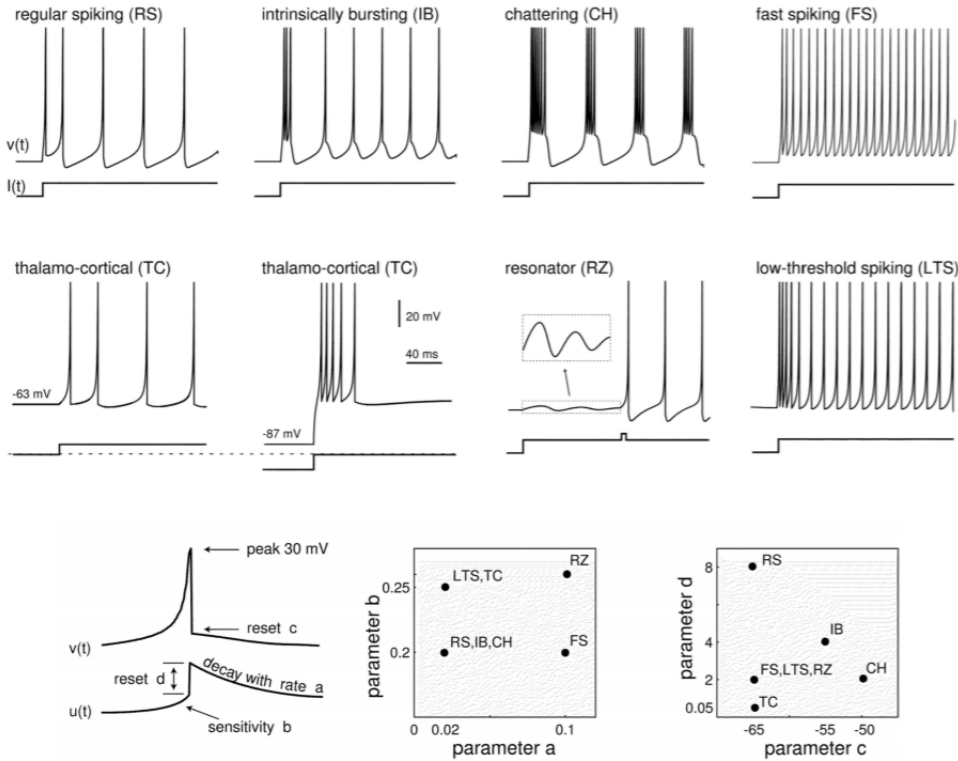 regular spiking (RS)
intrinsically bursting (IB)
chattering (CH)
fast spiking (FS)
v(t)
I(t)
thalamo-cortical (TC)
thalamo-cortical (TC)
resonator (RZ)
low-threshold spiking (LTS)
-63 mV
-87 mV
20 mV
40 ms
peak 30 mV
reset c
v(t)
reset d
decay with rate a
u(t)
sensitivity b
parameter b
0.25
0.2
LTS,TC
RZ
RS,IB,CH
FS
0
0.02
0.1
parameter a
parameter d
8
4
2
0.05
RS
IB
FS,LTS,RZ
CH
TC
-65
-55
-50
parameter c